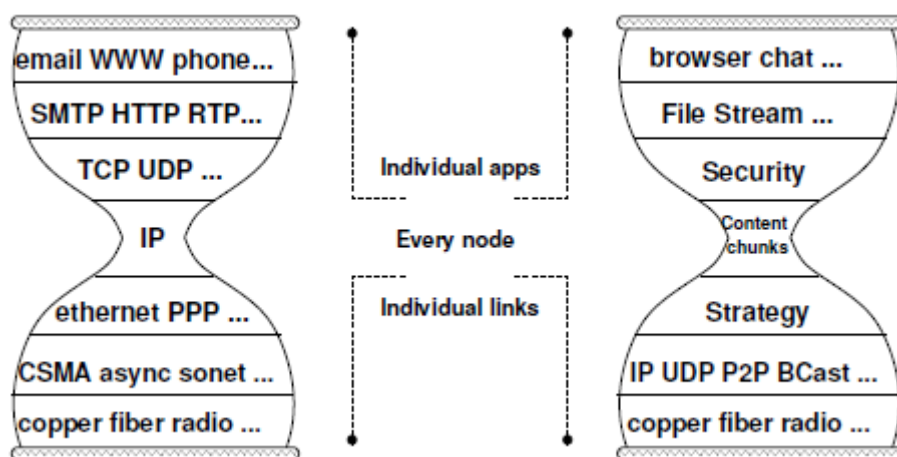 email WWW phone...
SMTP HTTP RTP...
TCP UDP ...
IP
ethernet PPP ...
CSMA async sonet ...
copper fiber radio ...
Individual apps
Every node
Individual links
browser chat ...
File Stream ...
Security
Content
chunks
Strategy
IP UDP P2P BCast ...
copper fiber radio ...